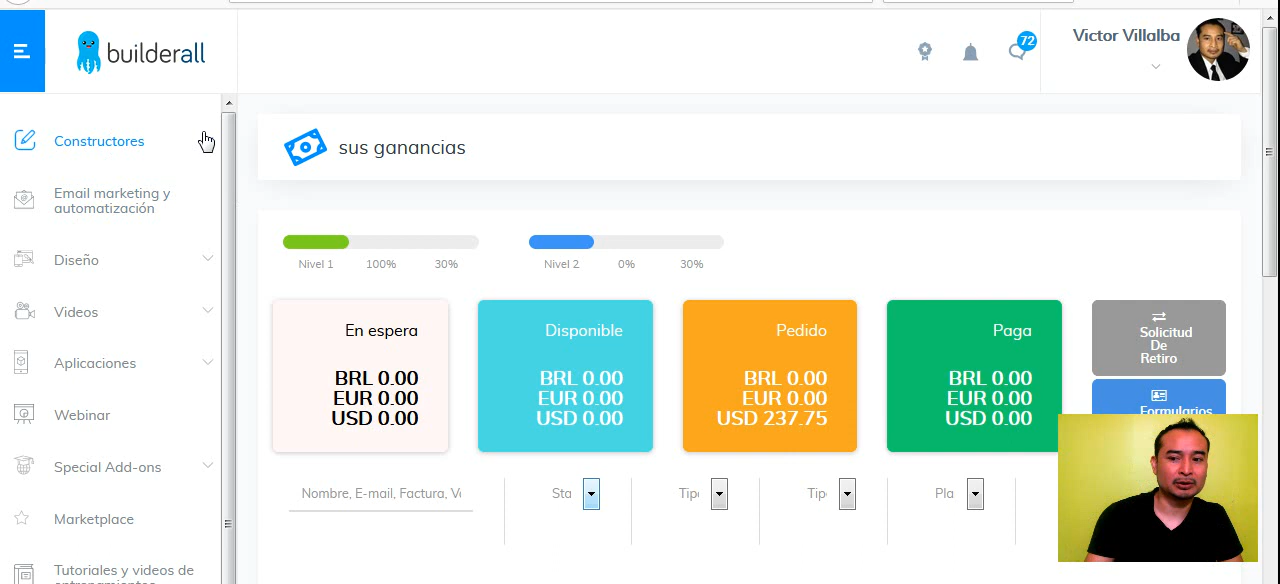 builderall
72
Victor Villalba
Constructores
Email marketing y
automatización
Diseño
Videos
Aplicaciones
Webinar
Special Add-ons
Marketplace
Tutoriales y videos de
entrenamientos
sus ganancias
Nivel 1 100% 30%
Nivel 2 0% 30%
En espera
BRL 0.00
EUR 0.00
USD 0.00
Disponible
BRL 0.00
EUR 0.00
USD 0.00
Pedido
BRL 0.00
EUR 0.00
USD 237.75
Paga
BRL 0.00
EUR 0.00
USD 0.00
Solicitud
De
Retiro
Formularios
Nombre, E-mail, Factura, V
Sta
Tip
Tip
Pla